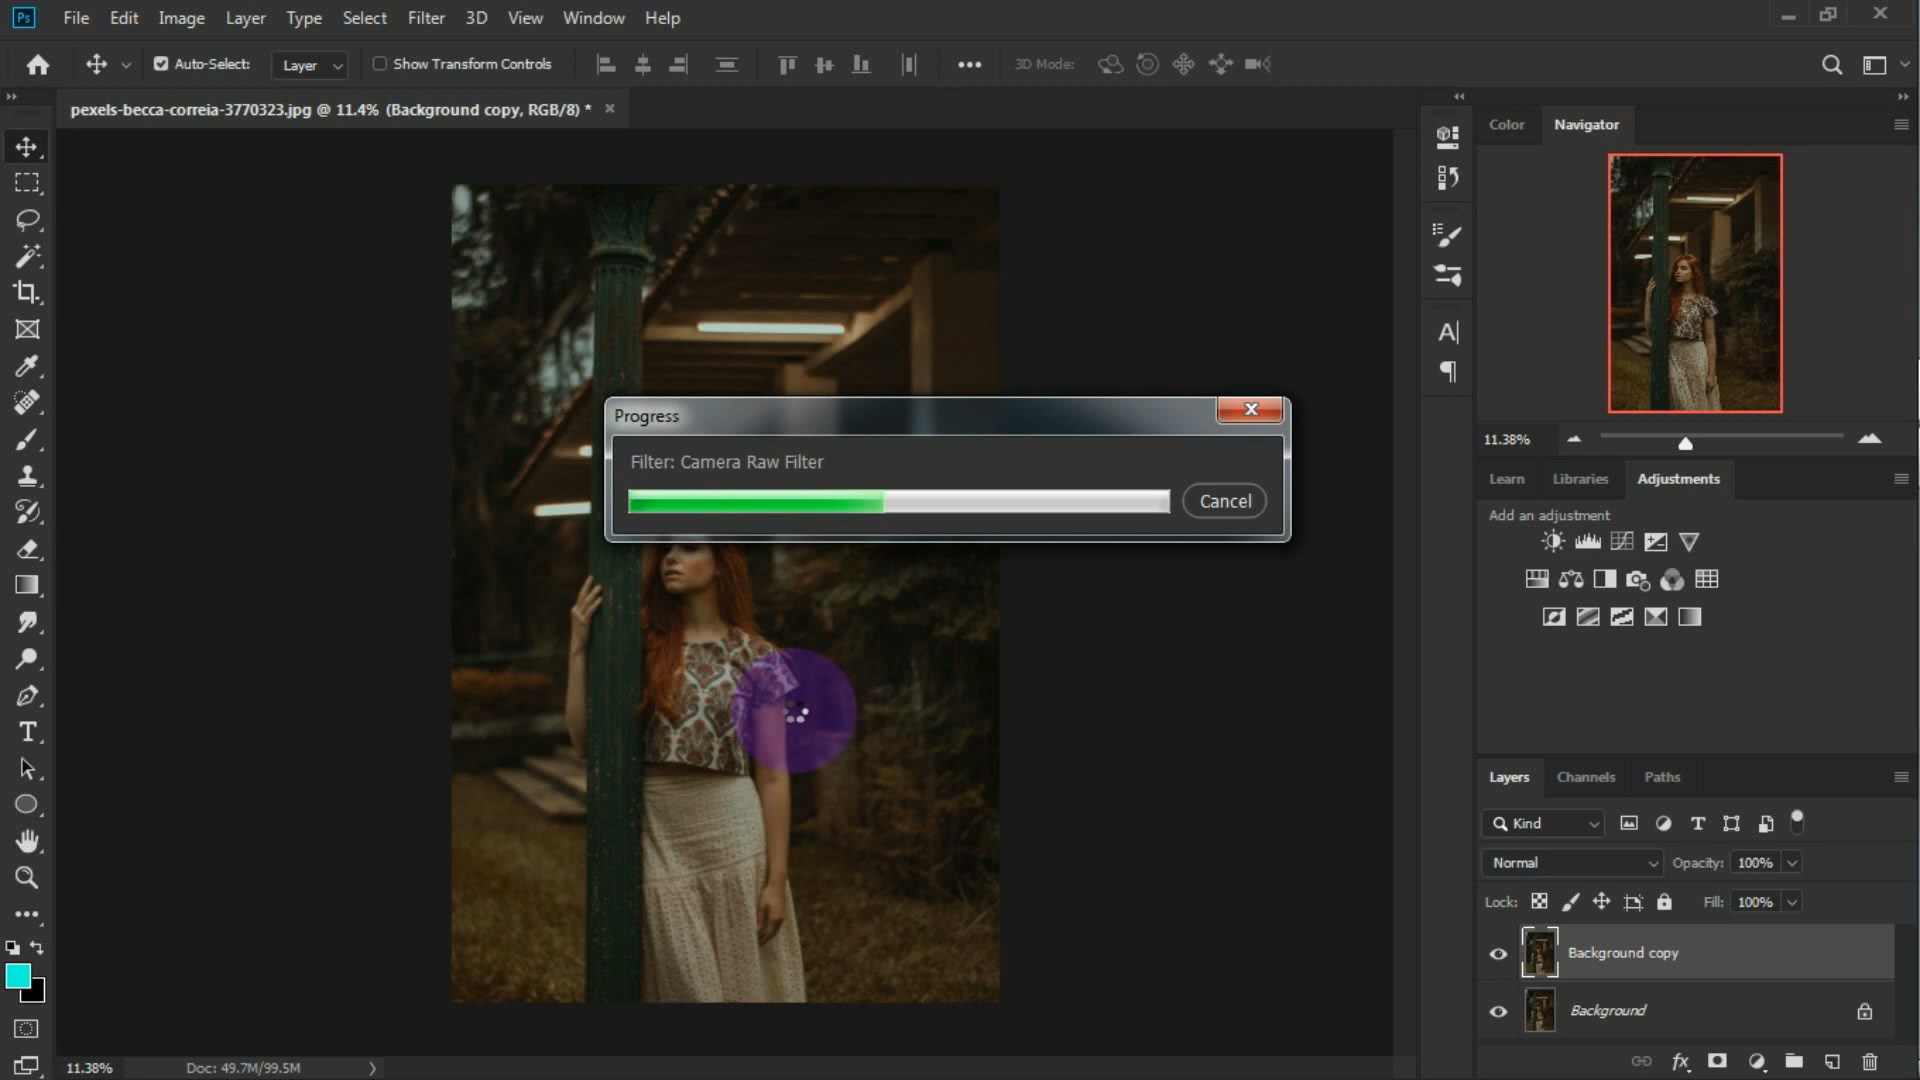 Ps File Edit Image Layer Type Select Filter 3D View Window Help
Auto-Select: Layer Show Transform Controls 3D Mode:
pexels-becca-correia-3770323.jpg @ 11.4% (Background copy, RGB/8) *
Color Navigator
11.38%
Progress
Filter: Camera Raw Filter
Cancel
Learn Libraries Adjustments
Add an adjustment
Layers Channels Paths
Kind
Normal Opacity: 100%
Lock: Fill: 100%
Background copy
Background
11.38% Doc: 49.7M/99.5M